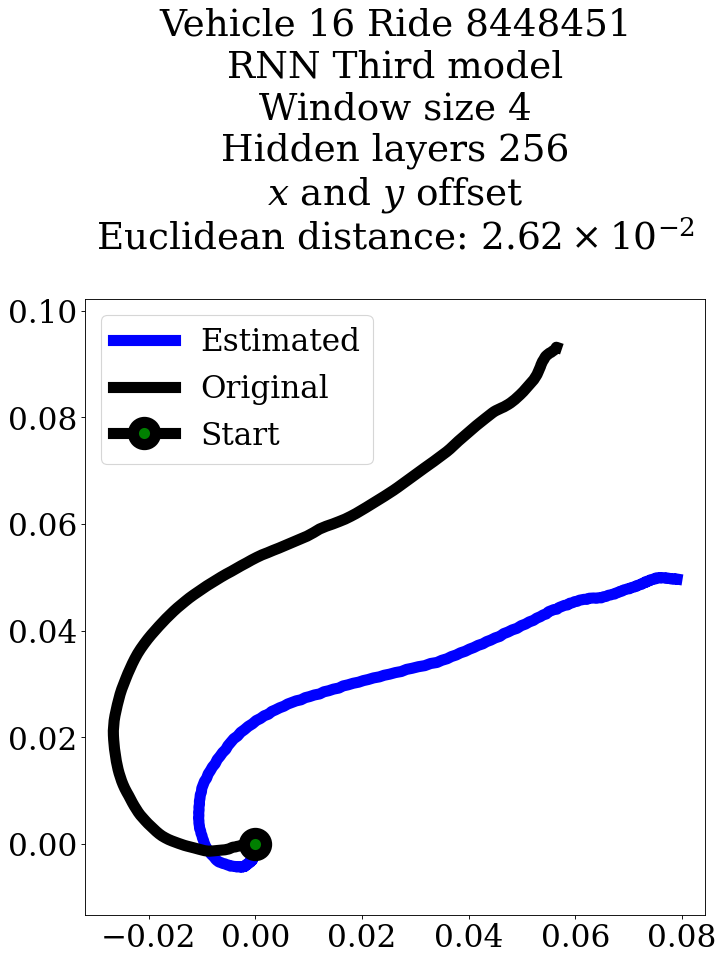 Vehicle 16 Ride 8448451
RNN Third model
Window size 4
Hidden layers 256
x and y offset
Euclidean distance: 2.62 × 10⁻²
Estimated
Original
Start
0.10
0.08
0.06
0.04
0.02
0.00
−0.02 0.00 0.02 0.04 0.06 0.08